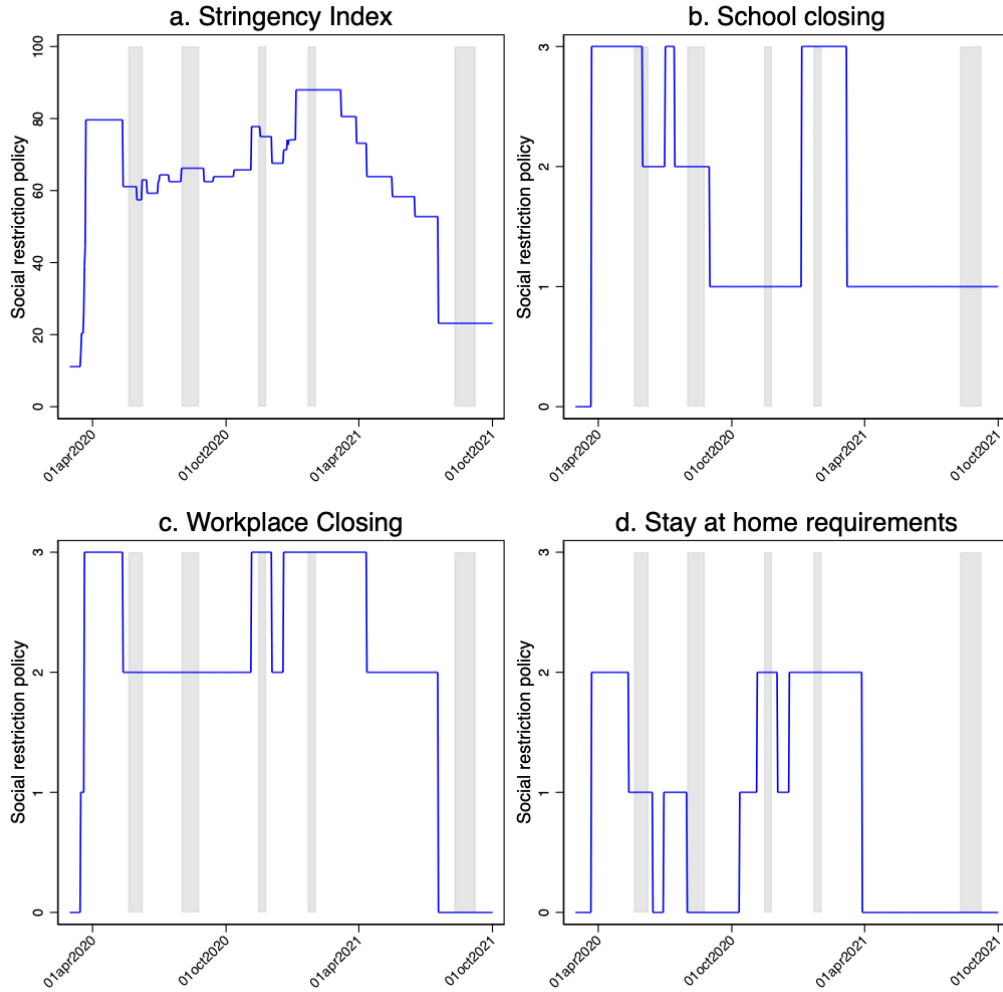 a. Stringency Index
Social restriction policy
100
80
60
40
20
0
01apr2020
01oct2020
01apr2021
01oct2021
b. School closing
Social restriction policy
3
2
1
0
01apr2020
01oct2020
01apr2021
01oct2021
c. Workplace Closing
Social restriction policy
3
2
1
0
01apr2020
01oct2020
01apr2021
01oct2021
d. Stay at home requirements
Social restriction policy
3
2
1
0
01apr2020
01oct2020
01apr2021
01oct2021